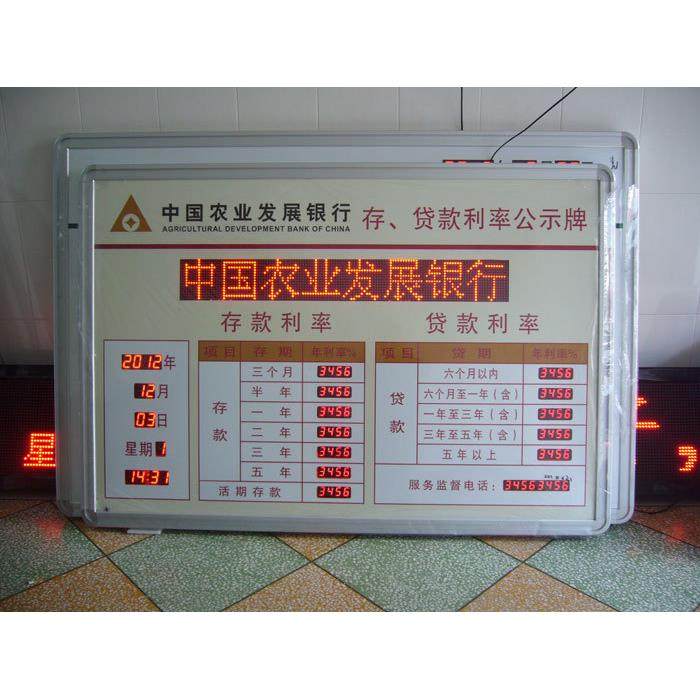 中国农业发展银行 存、贷款利率公示牌
AGRICULTURAL DEVELOPMENT BANK OF CHINA
中国农业发展银行
存款利率 贷款利率
2012年
12月
03日
星期1
14:31
项目 存期 年利率%
存款
三个月 3456
半年 3456
一年 3456
二年 3456
三年 3456
五年 3456
活期存款 3456
项目 贷期 年利率%
贷款
六个月以内 3456
六个月至一年(含) 3456
一年至三年(含) 3456
三年至五年(含) 3456
五年以上 3456
服务监督电话: 34563456
星